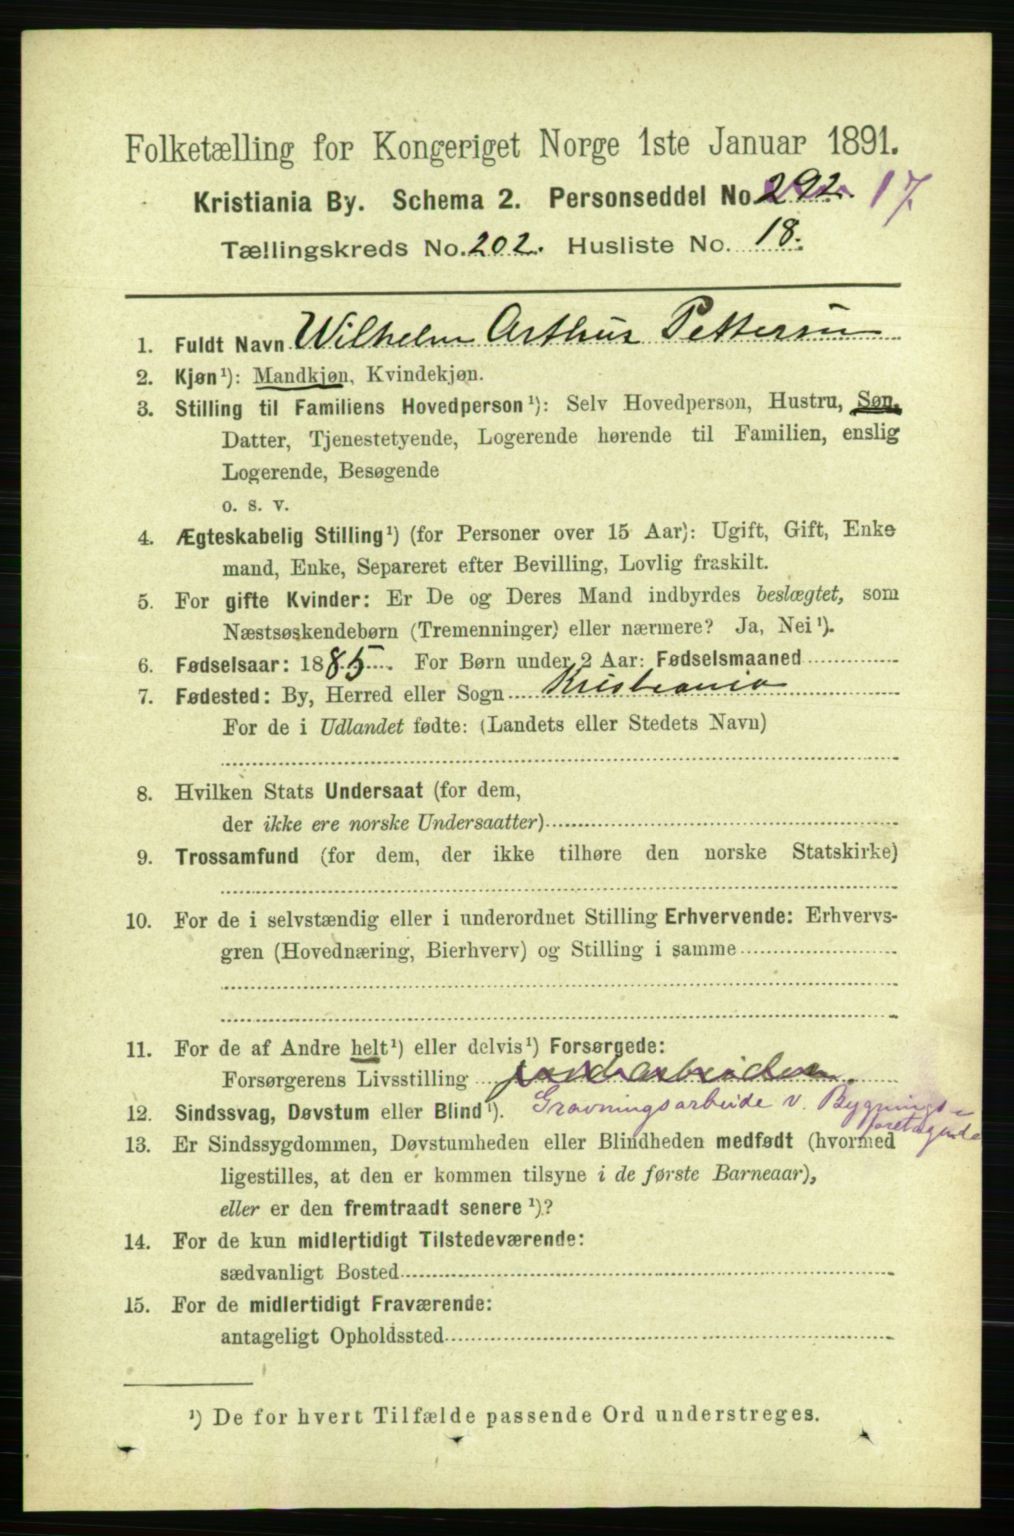 Folketælling for Kongeriget Norge 1ste Januar 1891.
Kristiania By. Schema 2. Personseddel No. 292. 17
Tællingskreds No. 202. Husliste No. 18.
1. Fuldt Navn Wilhelm Arthur Pettersen
2. Kjøn¹): Mandkjøn, Kvindekjøn.
3. Stilling til Familiens Hovedperson¹): Selv Hovedperson, Hustru, Søn,
Datter, Tjenestetyende, Logerende hørende til Familien, enslig
Logerende, Besøgende
o. s. v.
4. Ægteskabelig Stilling¹) (for Personer over 15 Aar): Ugift, Gift, Enke
mand, Enke, Separeret efter Bevilling, Lovlig fraskilt.
5. For gifte Kvinder: Er De og Deres Mand indbyrdes beslægtet, som
Næstsøskendebørn (Tremenninger) eller nærmere? Ja, Nei¹).
6. Fødselsaar: 1885. For Børn under 2 Aar: Fødselsmaaned
7. Fødested: By, Herred eller Sogn Kristiania
For de i Udlandet fødte: (Landets eller Stedets Navn)
8. Hvilken Stats Undersaat (for dem,
der ikke ere norske Undersaatter)
9. Trossamfund (for dem, der ikke tilhøre den norske Statskirke)
10. For de i selvstændig eller i underordnet Stilling Erhvervende: Erhvervs-
gren (Hovednæring, Bierhverv) og Stilling i samme
11. For de af Andre helt¹) eller delvis¹) Forsørgede:
Forsørgerens Livsstilling jordarbeider.
12. Sindssvag, Døvstum eller Blind¹). Gravningsarbeide v. Bygnings-
foretagende
13. Er Sindssygdommen, Døvstumheden eller Blindheden medfødt (hvormed
ligestilles, at den er kommen tilsyne i de første Barneaar),
eller er den fremtraadt senere¹)?
14. For de kun midlertidigt Tilstedeværende:
sædvanligt Bosted
15. For de midlertidigt Fraværende:
antageligt Opholdssted
¹) De for hvert Tilfælde passende Ord understreges.